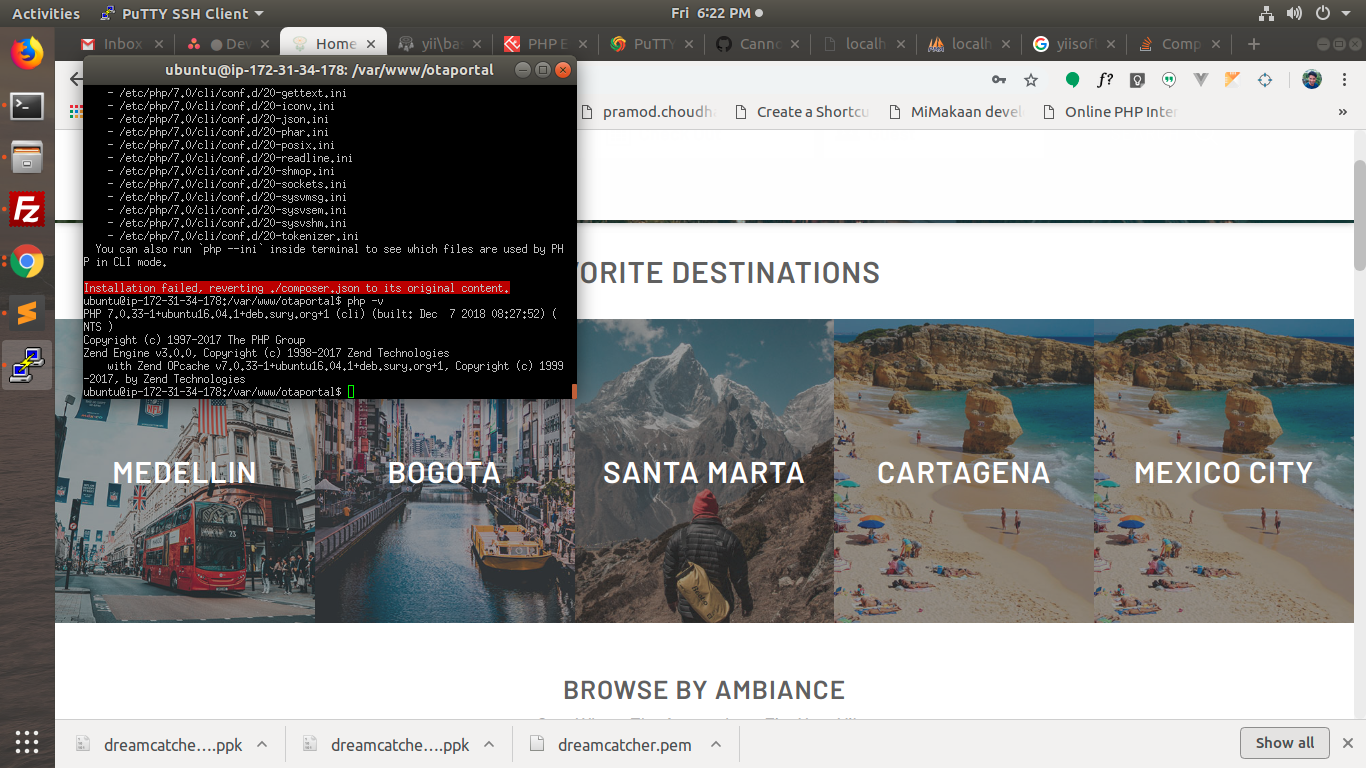 Activities
PuTTY SSH Client
Fri 6:22 PM
Inbox
Dev
Home
yii\ba
PHP E
PuTTY
Canno
localh
localh
yiisoft
Comp
ubuntu@ip-172-31-34-178: /var/www/otaportal
f?
pramod.choudha
Create a Shortcu
MiMakaan devel
Online PHP Inter
»
- /etc/php/7.0/cli/conf.d/20-gettext.ini
- /etc/php/7.0/cli/conf.d/20-iconv.ini
- /etc/php/7.0/cli/conf.d/20-json.ini
- /etc/php/7.0/cli/conf.d/20-phar.ini
- /etc/php/7.0/cli/conf.d/20-posix.ini
- /etc/php/7.0/cli/conf.d/20-readline.ini
- /etc/php/7.0/cli/conf.d/20-shmop.ini
- /etc/php/7.0/cli/conf.d/20-sockets.ini
- /etc/php/7.0/cli/conf.d/20-sysvmsg.ini
- /etc/php/7.0/cli/conf.d/20-sysvsem.ini
- /etc/php/7.0/cli/conf.d/20-sysvshm.ini
- /etc/php/7.0/cli/conf.d/20-tokenizer.ini
You can also run `php --ini` inside terminal to see which files are used by PH
P in CLI mode.
Installation failed, reverting ./composer.json to its original content.
ubuntu@ip-172-31-34-178:/var/www/otaportal$ php -v
PHP 7.0.33-1+ubuntu16.04.1+deb.sury.org+1 (cli) (built: Dec  7 2018 08:27:52) (
NTS )
Copyright (c) 1997-2017 The PHP Group
Zend Engine v3.0.0, Copyright (c) 1998-2017 Zend Technologies
with Zend OPcache v7.0.33-1+ubuntu16.04.1+deb.sury.org+1, Copyright (c) 1999
-2017, by Zend Technologies
ubuntu@ip-172-31-34-178:/var/www/otaportal$
ORITE DESTINATIONS
NFL
23
MEDELLIN
BOGOTA
SANTA MARTA
CARTAGENA
MEXICO CITY
BROWSE BY AMBIANCE
dreamcatche....ppk
dreamcatche....ppk
dreamcatcher.pem
Show all